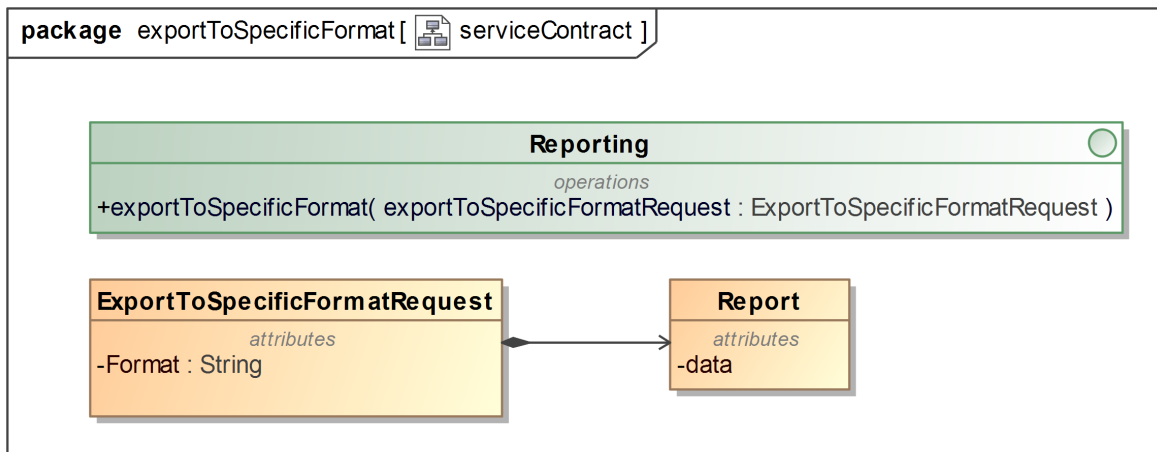 package exportToSpecificFormat[ serviceContract ]
Reporting
operations
+exportToSpecificFormat( exportToSpecificFormatRequest : ExportToSpecificFormatRequest )
ExportToSpecificFormatRequest
attributes
-Format : String
Report
attributes
-data